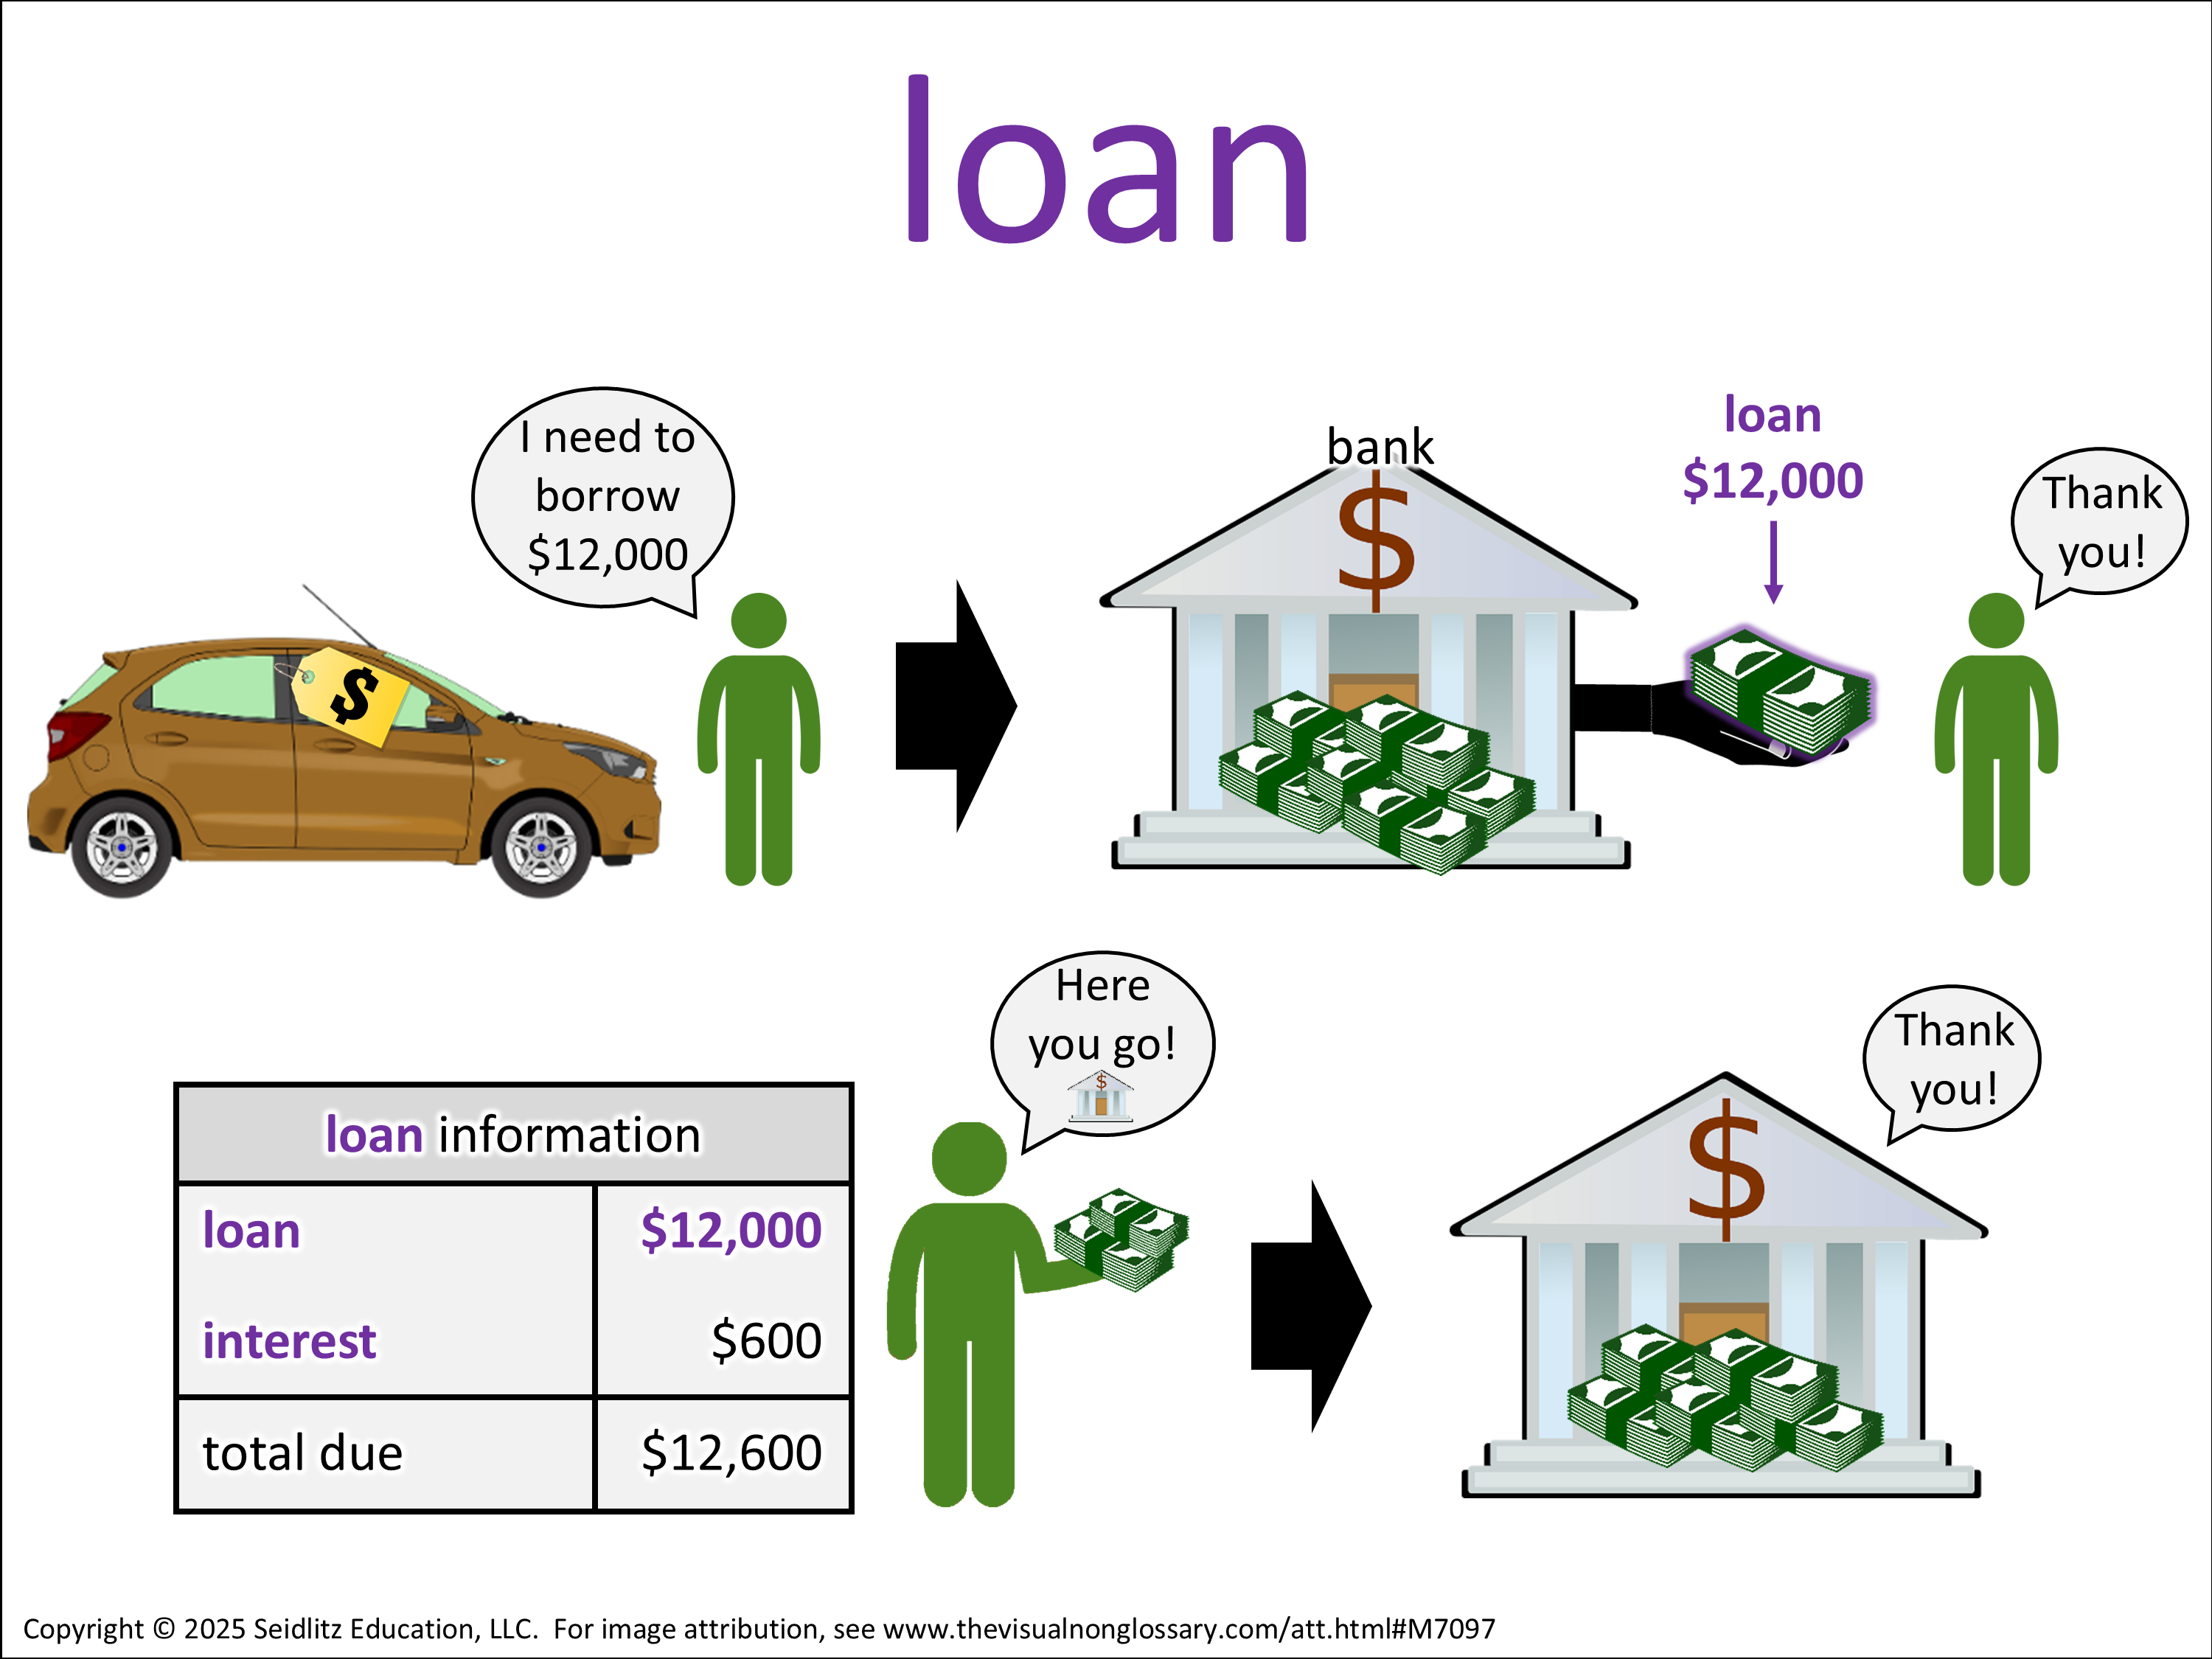 loan
I need to
borrow
$12,000
$
bank
$
loan
$12,000
Thank
you!
loan information
loan $12,000
interest $600
total due $12,600
Here
you go!
$
$
Thank
you!
Copyright © 2025 Seidlitz Education, LLC.  For image attribution, see www.thevisualnonglossary.com/att.html#M7097